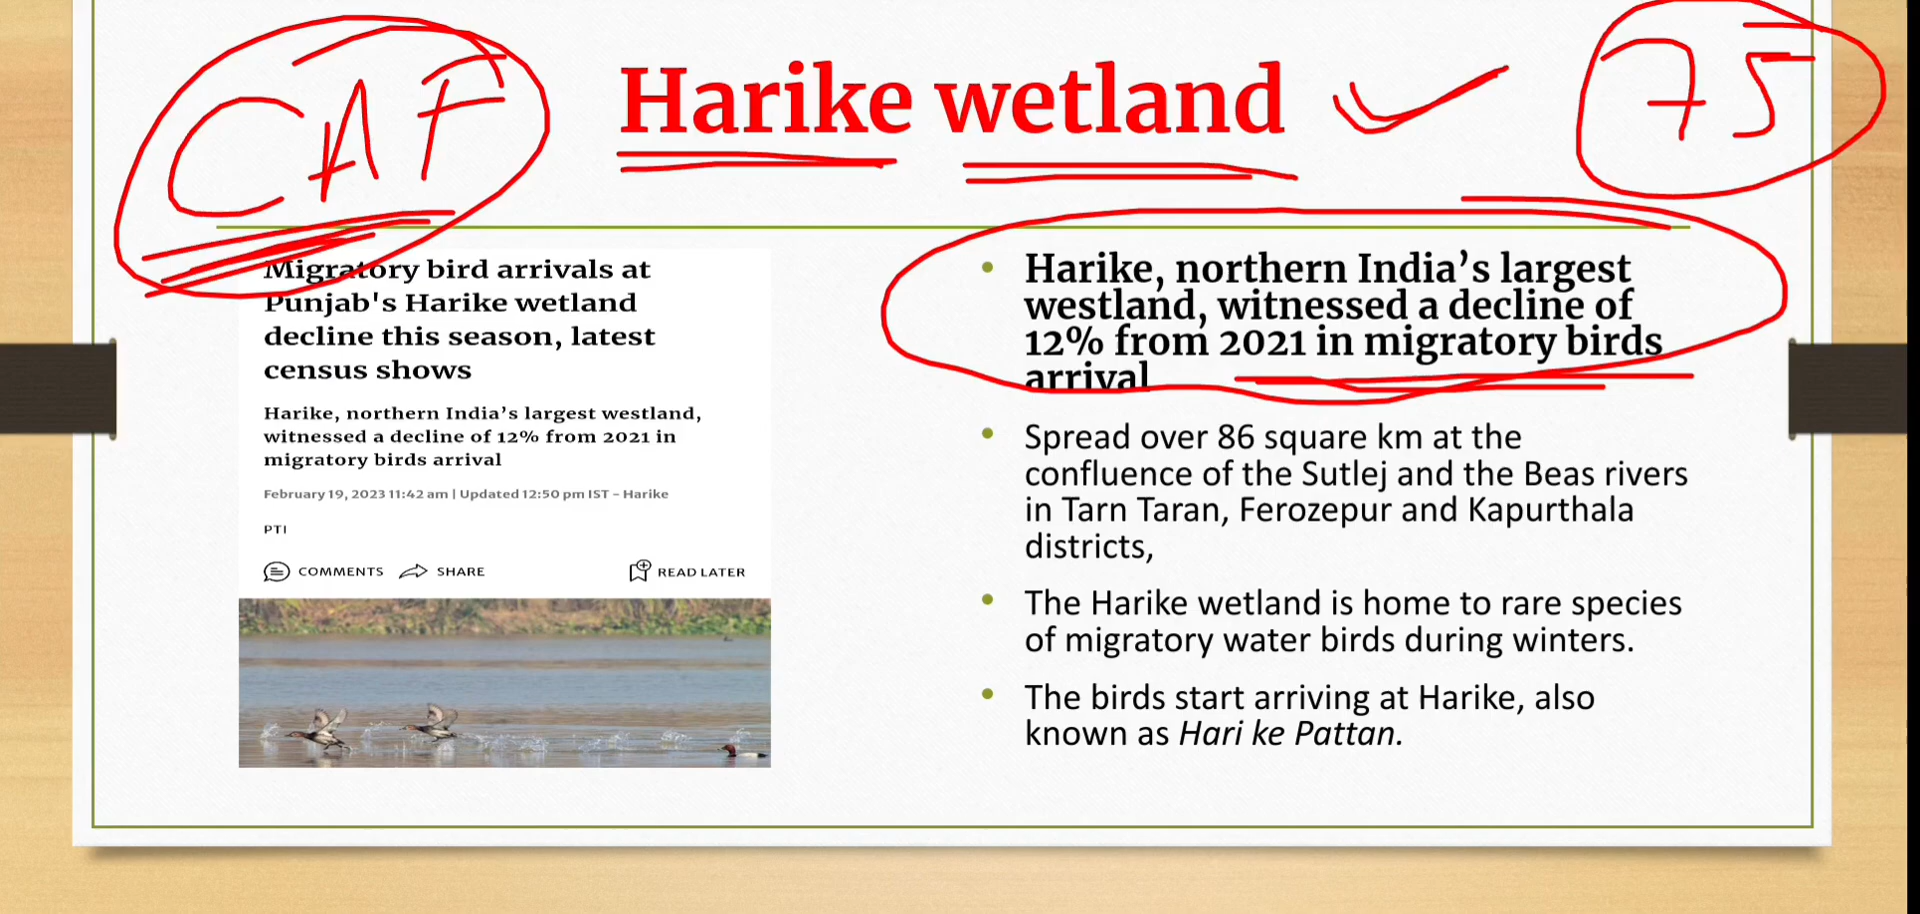 CAF
Harike wetland
75
Migratory bird arrivals at
Punjab's Harike wetland
decline this season, latest
census shows
Harike, northern India’s largest westland,
witnessed a decline of 12% from 2021 in
migratory birds arrival
February 19, 2023 11:42 am | Updated 12:50 pm IST - Harike
PTI
COMMENTS SHARE READ LATER
• Harike, northern India’s largest
westland, witnessed a decline of
12% from 2021 in migratory birds
arrival
• Spread over 86 square km at the
confluence of the Sutlej and the Beas rivers
in Tarn Taran, Ferozepur and Kapurthala
districts,
• The Harike wetland is home to rare species
of migratory water birds during winters.
• The birds start arriving at Harike, also
known as Hari ke Pattan.